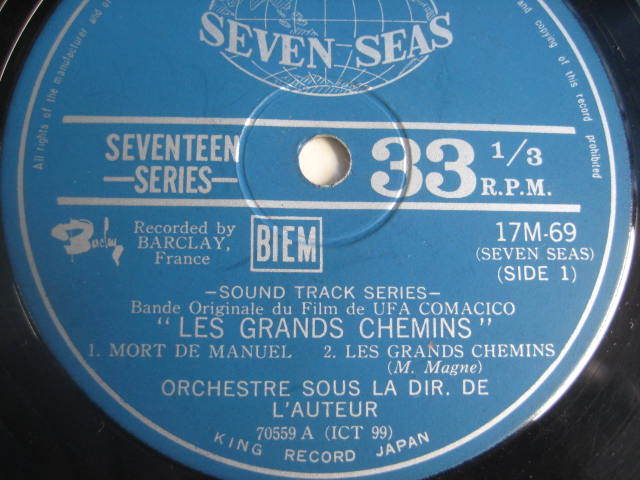 SEVEN SEAS
All rights of the manufacturer and
copying of this record prohibited
SEVENTEEN
—SERIES—
33 1/3
R.P.M.
Barclay
Recorded by
BARCLAY,
France
BIEM
17M-69
(SEVEN SEAS)
(SIDE 1)
—SOUND TRACK SERIES—
Bande Originale du Film de UFA COMACICO
"LES GRANDS CHEMINS"
1. MORT DE MANUEL 2. LES GRANDS CHEMINS
(M. Magne)
ORCHESTRE SOUS LA DIR. DE
L'AUTEUR
70559 A (ICT 99)
KING RECORD JAPAN